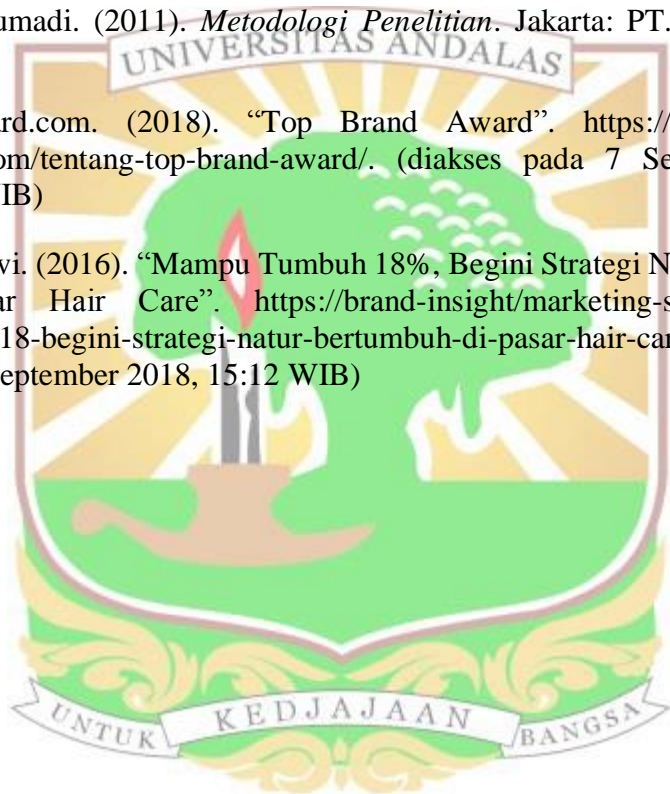 umadi. (2011). Metodologi Penelitian. Jakarta: PT.
UNIVERSITAS ANDALAS
rd.com. (2018). “Top Brand Award”. https://
om/tentang-top-brand-award/. (diakses pada 7 Se
IB)
wi. (2016). “Mampu Tumbuh 18%, Begini Strategi N
ar Hair Care”. https://brand-insight/marketing-s
18-begini-strategi-natur-bertumbuh-di-pasar-hair-car
eptember 2018, 15:12 WIB)
UNTUK KEDJAJAAN BANGSA